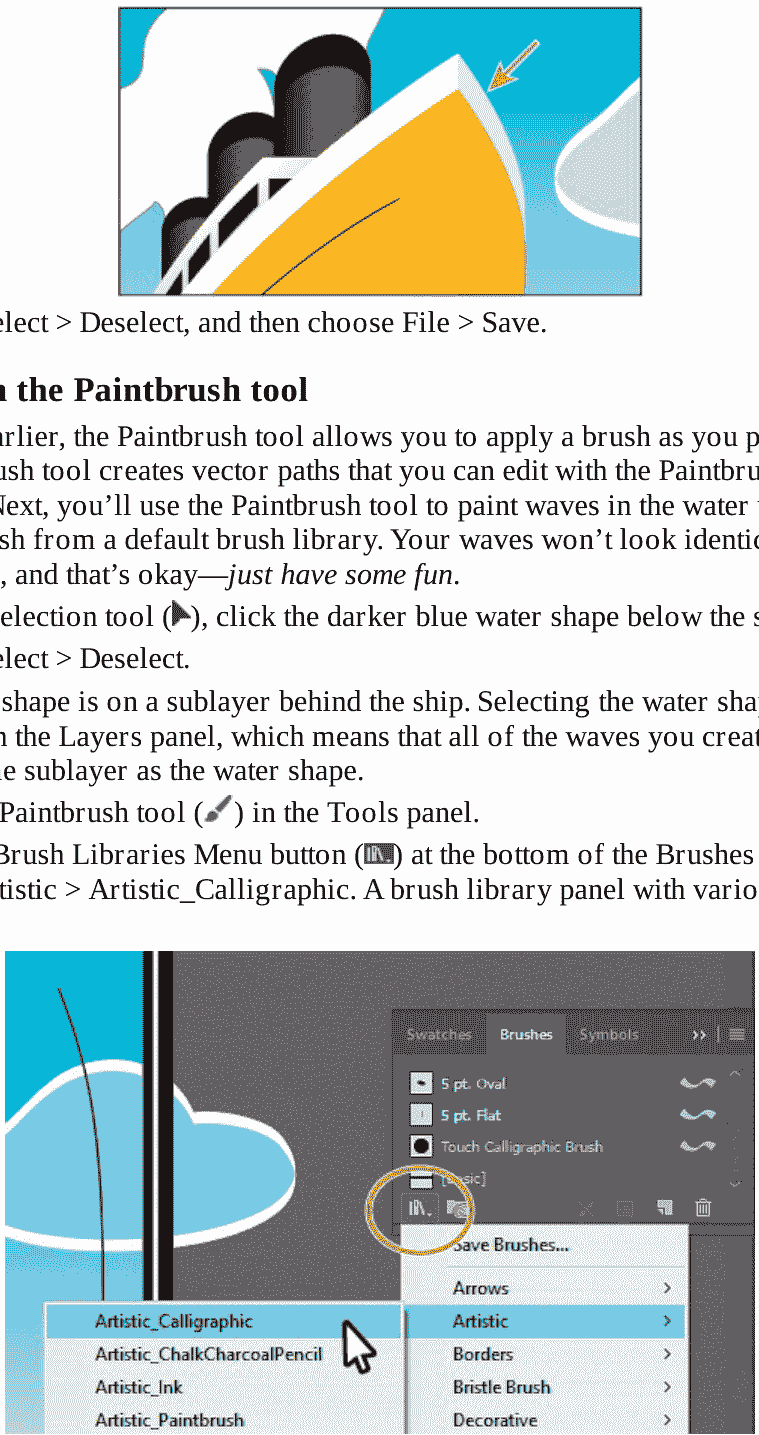 elect > Deselect, and then choose File > Save.
the Paintbrush tool
arlier, the Paintbrush tool allows you to apply a brush as you p
ush tool creates vector paths that you can edit with the Paintbru
Next, you’ll use the Paintbrush tool to paint waves in the water
sh from a default brush library. Your waves won’t look identic
, and that’s okay—just have some fun.
election tool (), click the darker blue water shape below the s
elect > Deselect.
shape is on a sublayer behind the ship. Selecting the water shap
the Layers panel, which means that all of the waves you creat
e sublayer as the water shape.
Paintbrush tool () in the Tools panel.
Brush Libraries Menu button () at the bottom of the Brushes
tistic > Artistic_Calligraphic. A brush library panel with vario
Swatches Brushes Symbols
5 pt. Oval
5 pt. Flat
Touch Calligraphic Brush
[Basic]
Save Brushes...
Arrows
Artistic_Calligraphic Artistic
Artistic_ChalkCharcoalPencil Borders
Artistic_Ink Bristle Brush
Artistic_Paintbrush Decorative